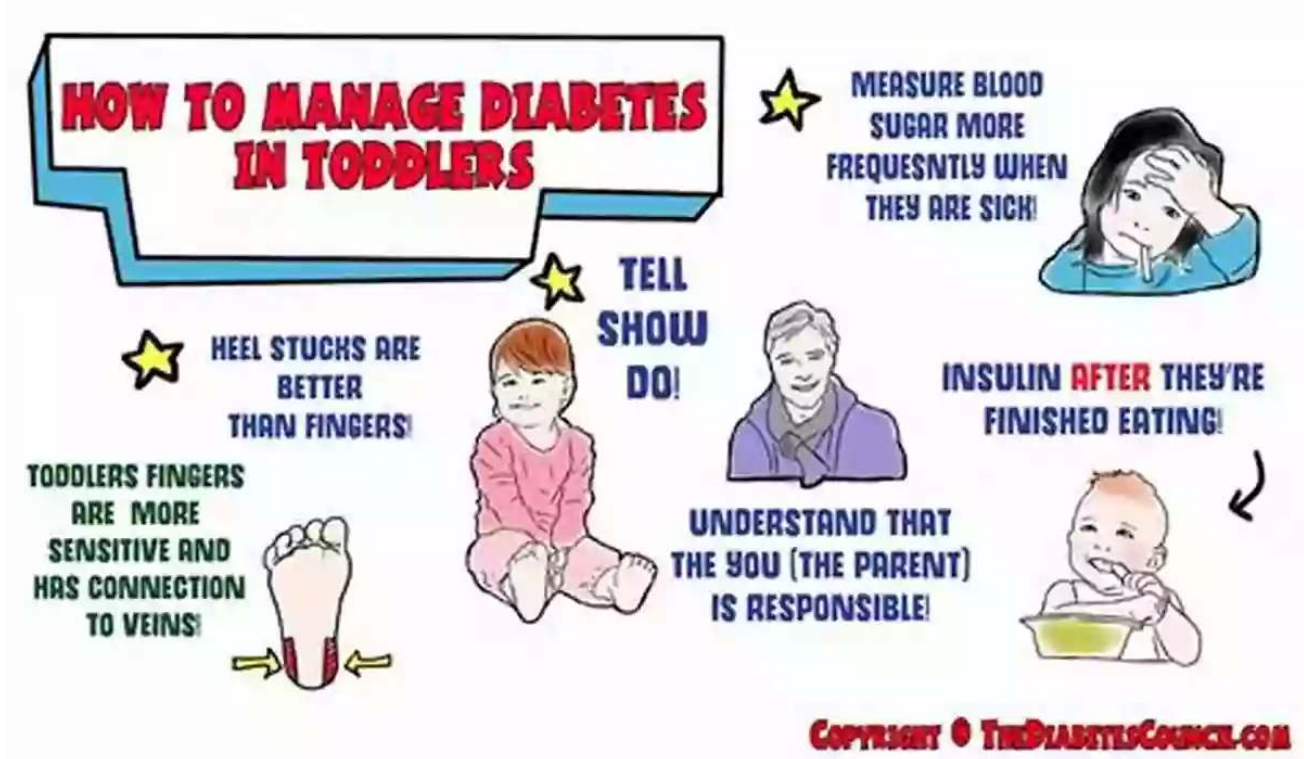 HOW TO MANAGE DIABETES
IN TODDLERS
MEASURE BLOOD
SUGAR MORE
FREQUESNTLY WHEN
THEY ARE SICK!
TELL
SHOW
DO!
HEEL STUCKS ARE
BETTER
THAN FINGERS!
TODDLERS FINGERS
ARE MORE
SENSITIVE AND
HAS CONNECTION
TO VEINS!
UNDERSTAND THAT
THE YOU (THE PARENT)
IS RESPONSIBLE!
INSULIN AFTER THEY'RE
FINISHED EATING!
COPYRIGHT © THEDIABETESCOUNCIL.COM